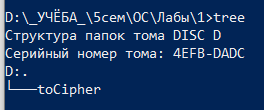 D:\_УЧЁБА_\5сем\ОС\Лабы\1>tree
Структура папок тома DISC D
Серийный номер тома: 4EFB-DADC
D:.
└───toCipher